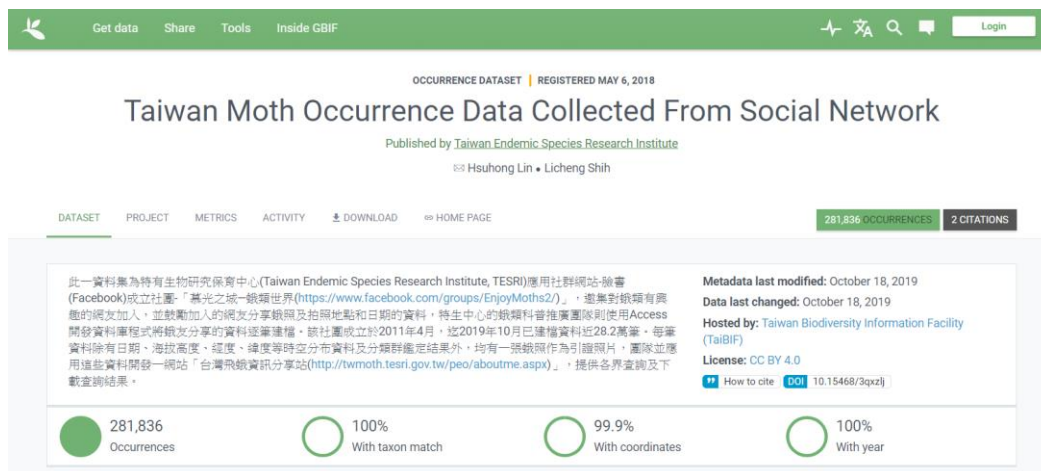 Get data Share Tools Inside GBIF Login
OCCURRENCE DATASET | REGISTERED MAY 6, 2018
Taiwan Moth Occurrence Data Collected From Social Network
Published by Taiwan Endemic Species Research Institute
Hsuhong Lin • Licheng Shih
DATASET PROJECT METRICS ACTIVITY DOWNLOAD HOME PAGE 281,836 OCCURRENCES 2 CITATIONS
此一資料集為特有生物研究保育中心(Taiwan Endemic Species Research Institute, TESRI)應用社群網站-臉書
(Facebook)成立社團-「慕光之城─蛾類世界(https://www.facebook.com/groups/EnjoyMoths2/)」，邀集對蛾類有興
趣的網友加入，並鼓勵加入的網友分享蛾照及拍照地點和日期的資料，特生中心的蛾類科普推廣團隊則使用Access
開發資料庫程式將蛾友分享的資料逐筆建檔。該社團成立於2011年4月，迄2019年10月已建檔資料近28.2萬筆。每筆
資料除有日期、海拔高度、經度、緯度等時空分布資料及分類群鑑定結果外，均有一張蛾照作為引證照片，團隊並應
用這些資料開發一網站「台灣飛蛾資訊分享站(http://twmoth.tesri.gov.tw/peo/aboutme.aspx)」，提供各界查詢及下
載查詢結果。
Metadata last modified: October 18, 2019
Data last changed: October 18, 2019
Hosted by: Taiwan Biodiversity Information Facility
(TaiBIF)
License: CC BY 4.0
How to cite DOI 10.15468/3qxzlj
281,836
Occurrences
100%
With taxon match
99.9%
With coordinates
100%
With year